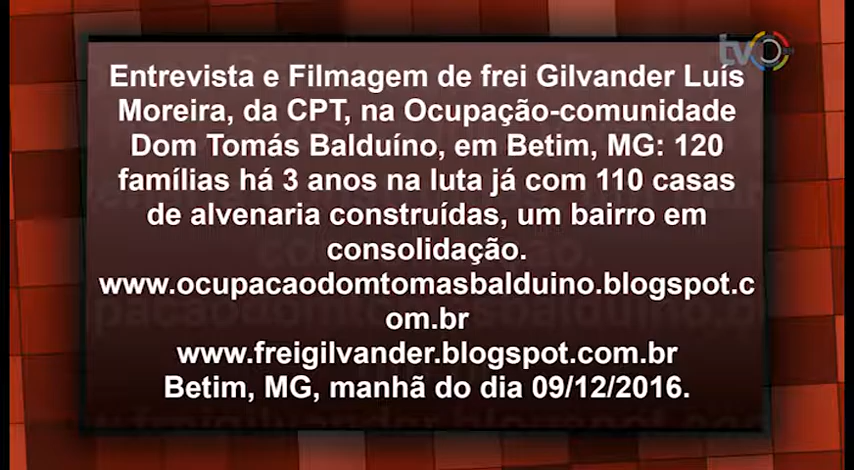 tvO
Entrevista e Filmagem de frei Gilvander Luís
Moreira, da CPT, na Ocupação-comunidade
Dom Tomás Balduíno, em Betim, MG: 120
famílias há 3 anos na luta já com 110 casas
de alvenaria construídas, um bairro em
consolidação.
www.ocupacaodomtomasbalduino.blogspot.c
om.br
www.freigilvander.blogspot.com.br
Betim, MG, manhã do dia 09/12/2016.